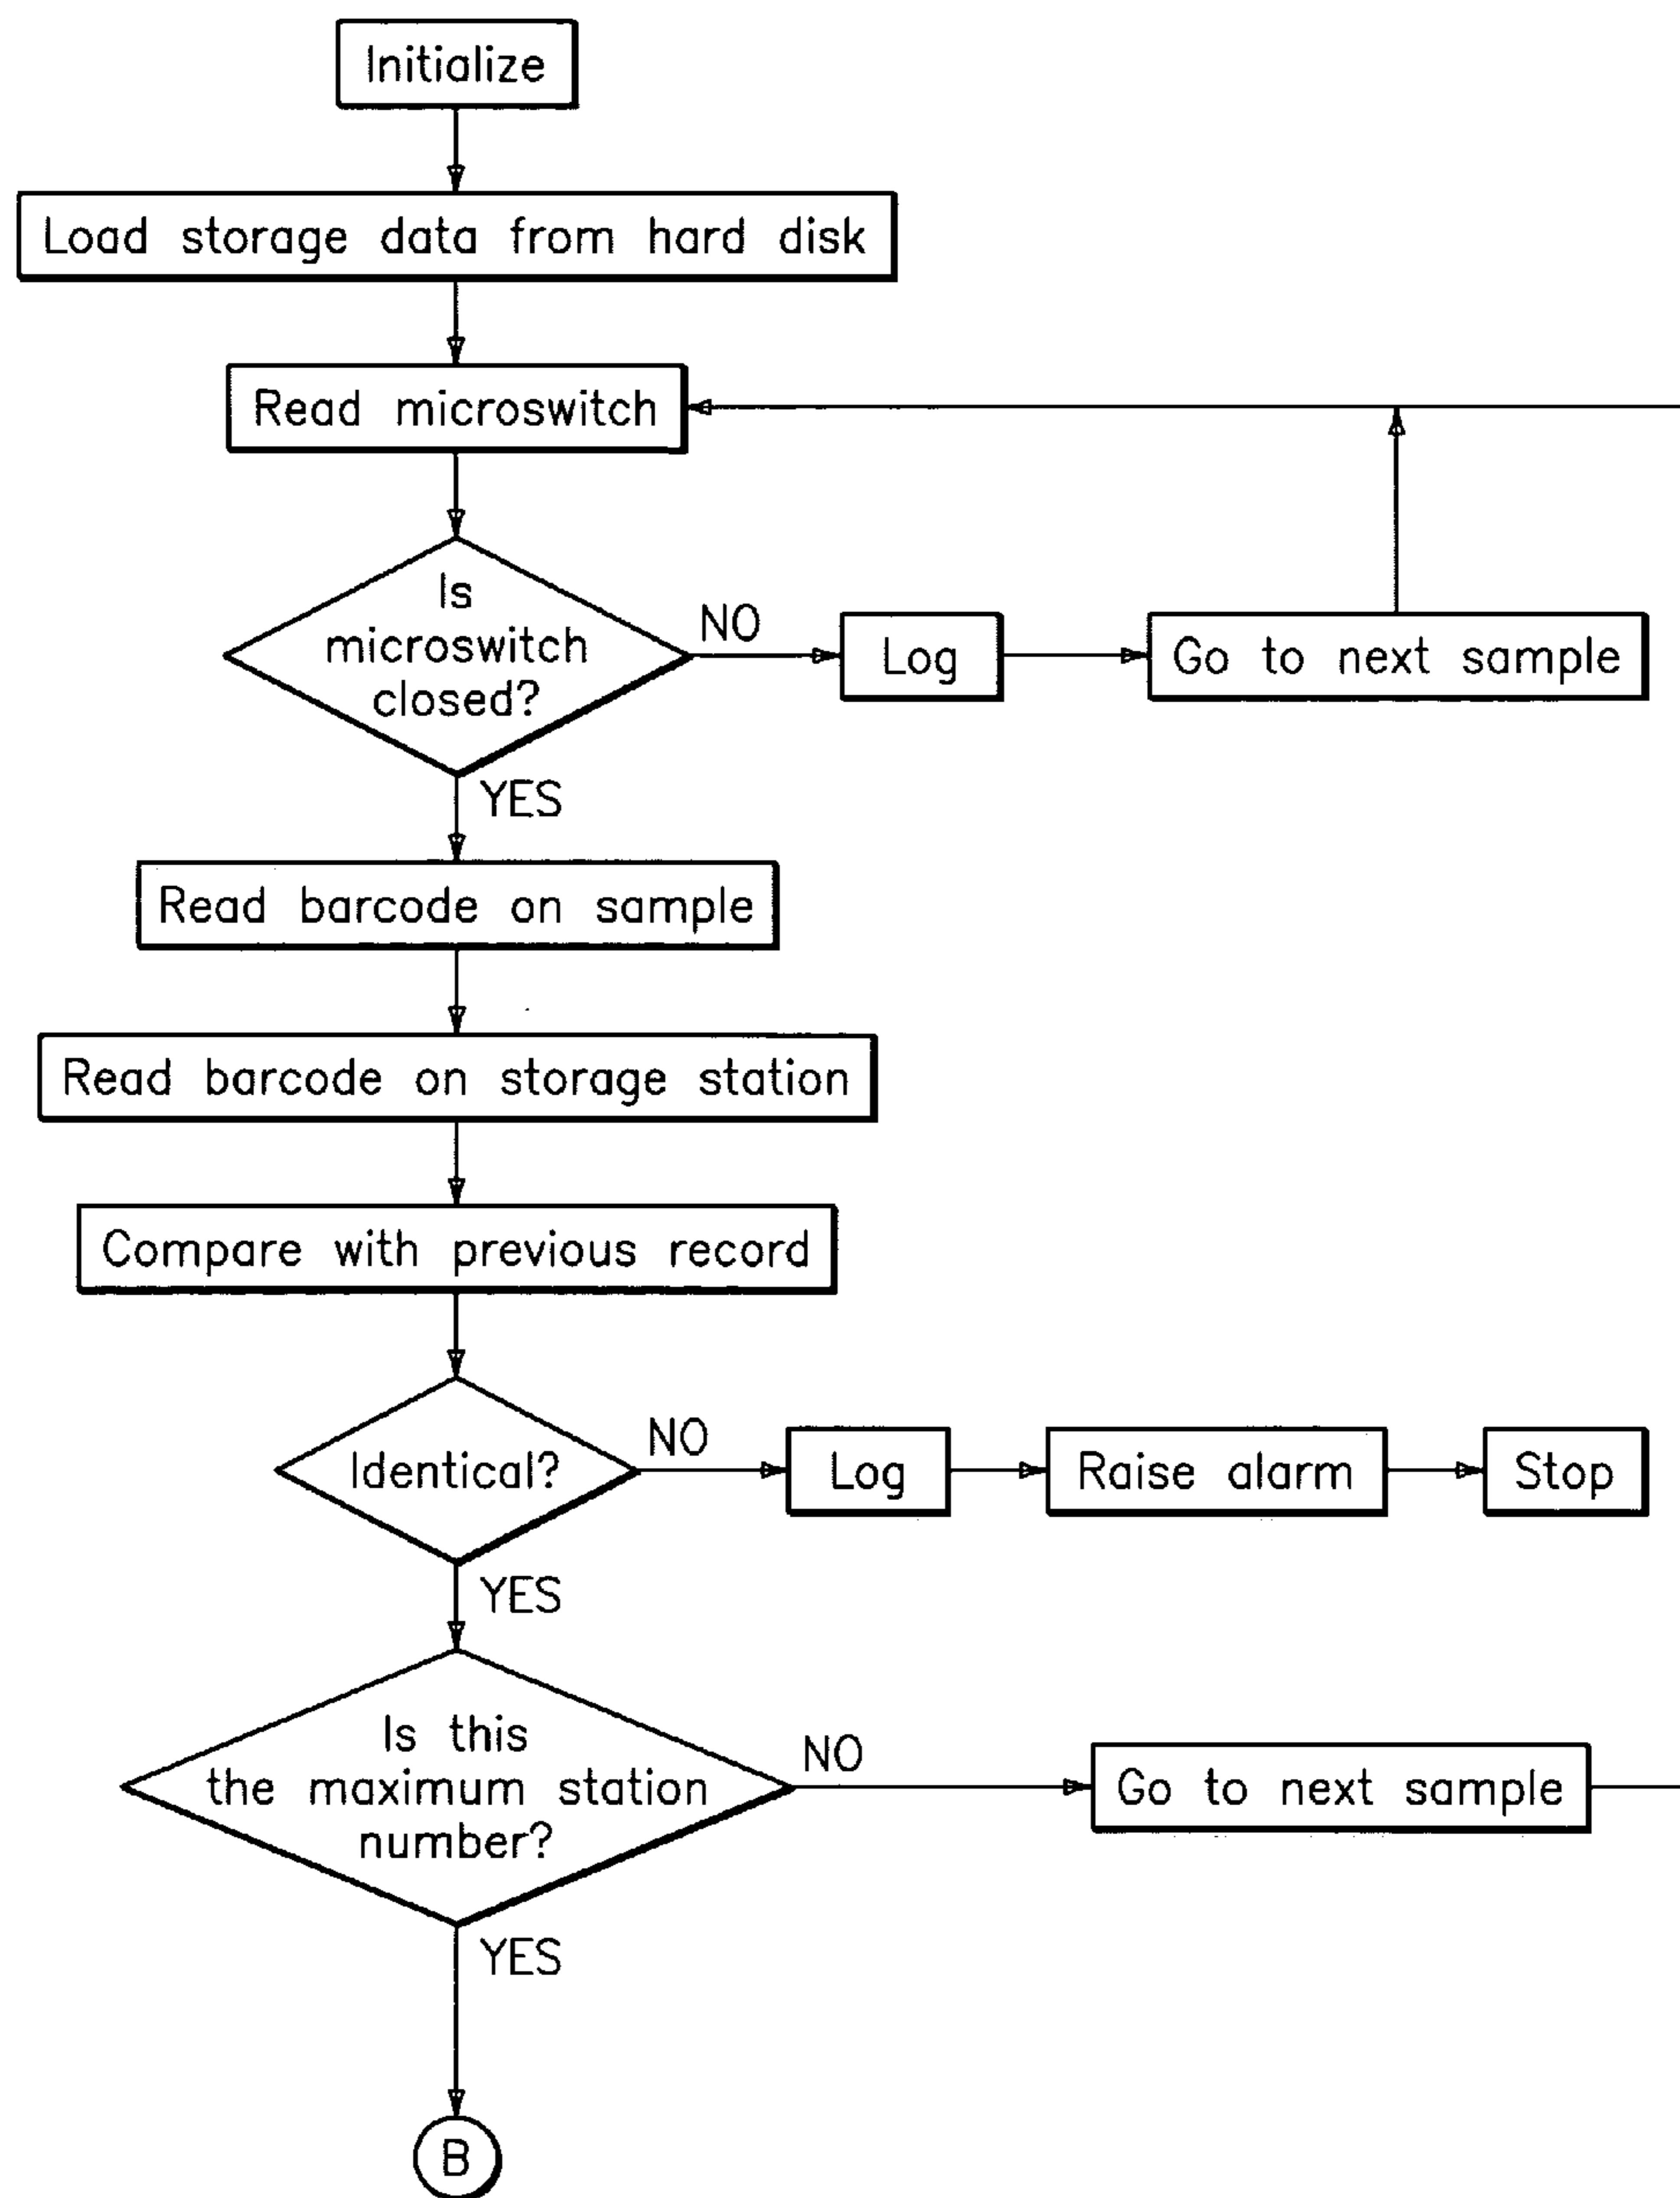 Initialize
Load storage data from hard disk
Read microswitch
Is
microswitch
closed?
NO
Log
Go to next sample
YES
Read barcode on sample
Read barcode on storage station
Compare with previous record
Identical?
NO
Log
Raise alarm
Stop
YES
Is this
the maximum station
number?
NO
Go to next sample
YES
B